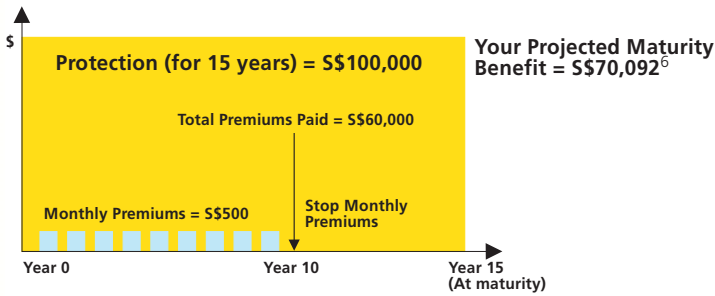 $
Protection (for 15 years) = S$100,000
Your Projected Maturity
Benefit = S$70,092⁶
Total Premiums Paid = S$60,000
Monthly Premiums = S$500
Stop Monthly
Premiums
Year 0
Year 10
Year 15
(At maturity)